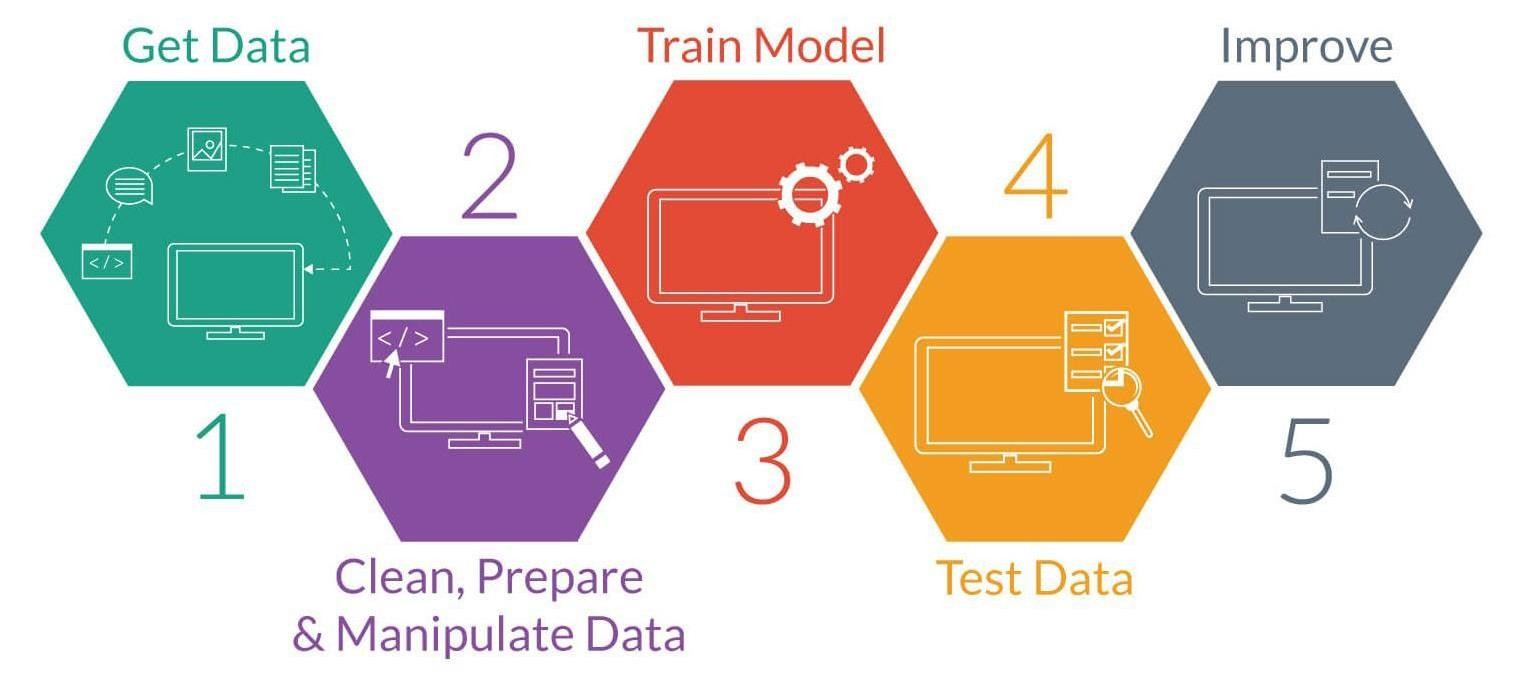 Get Data
1
2
Clean, Prepare
& Manipulate Data
Train Model
3
4
Test Data
Improve
5
</>
</>